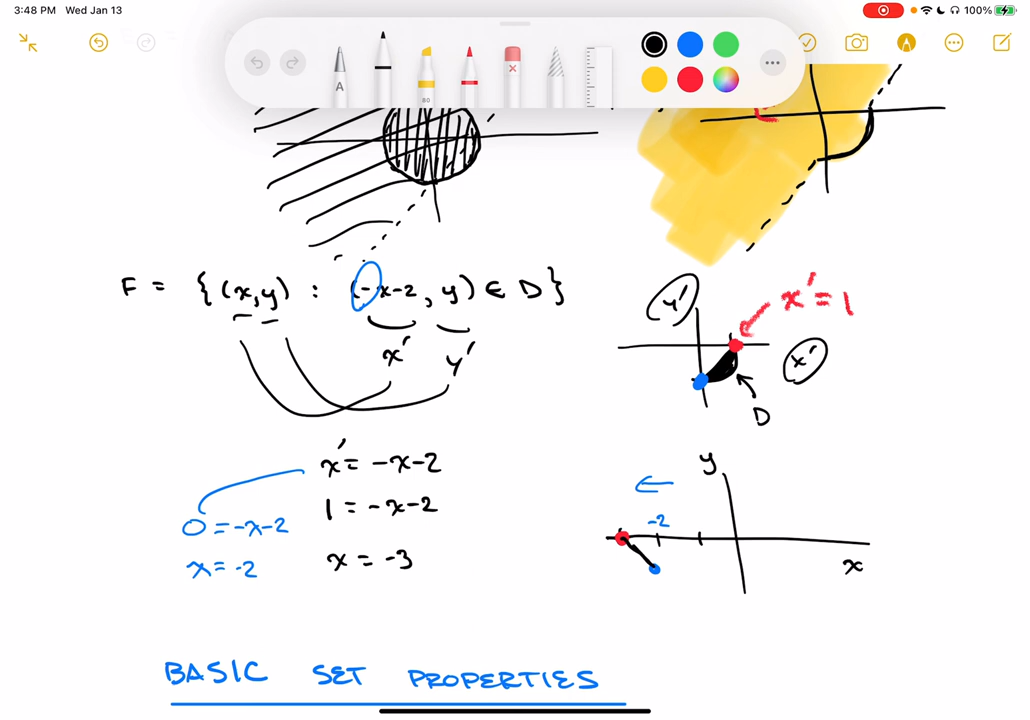 3:48 PM Wed Jan 13
100%
A
80
F = {(x,y) : (-x-2, y) ∈ D}
x' y'
y'
x' = 1
x'
D
x' = -x-2
1 = -x-2
x = -3
0 = -x-2
x = -2
y
←
-2
x
BASIC SET PROPERTIES